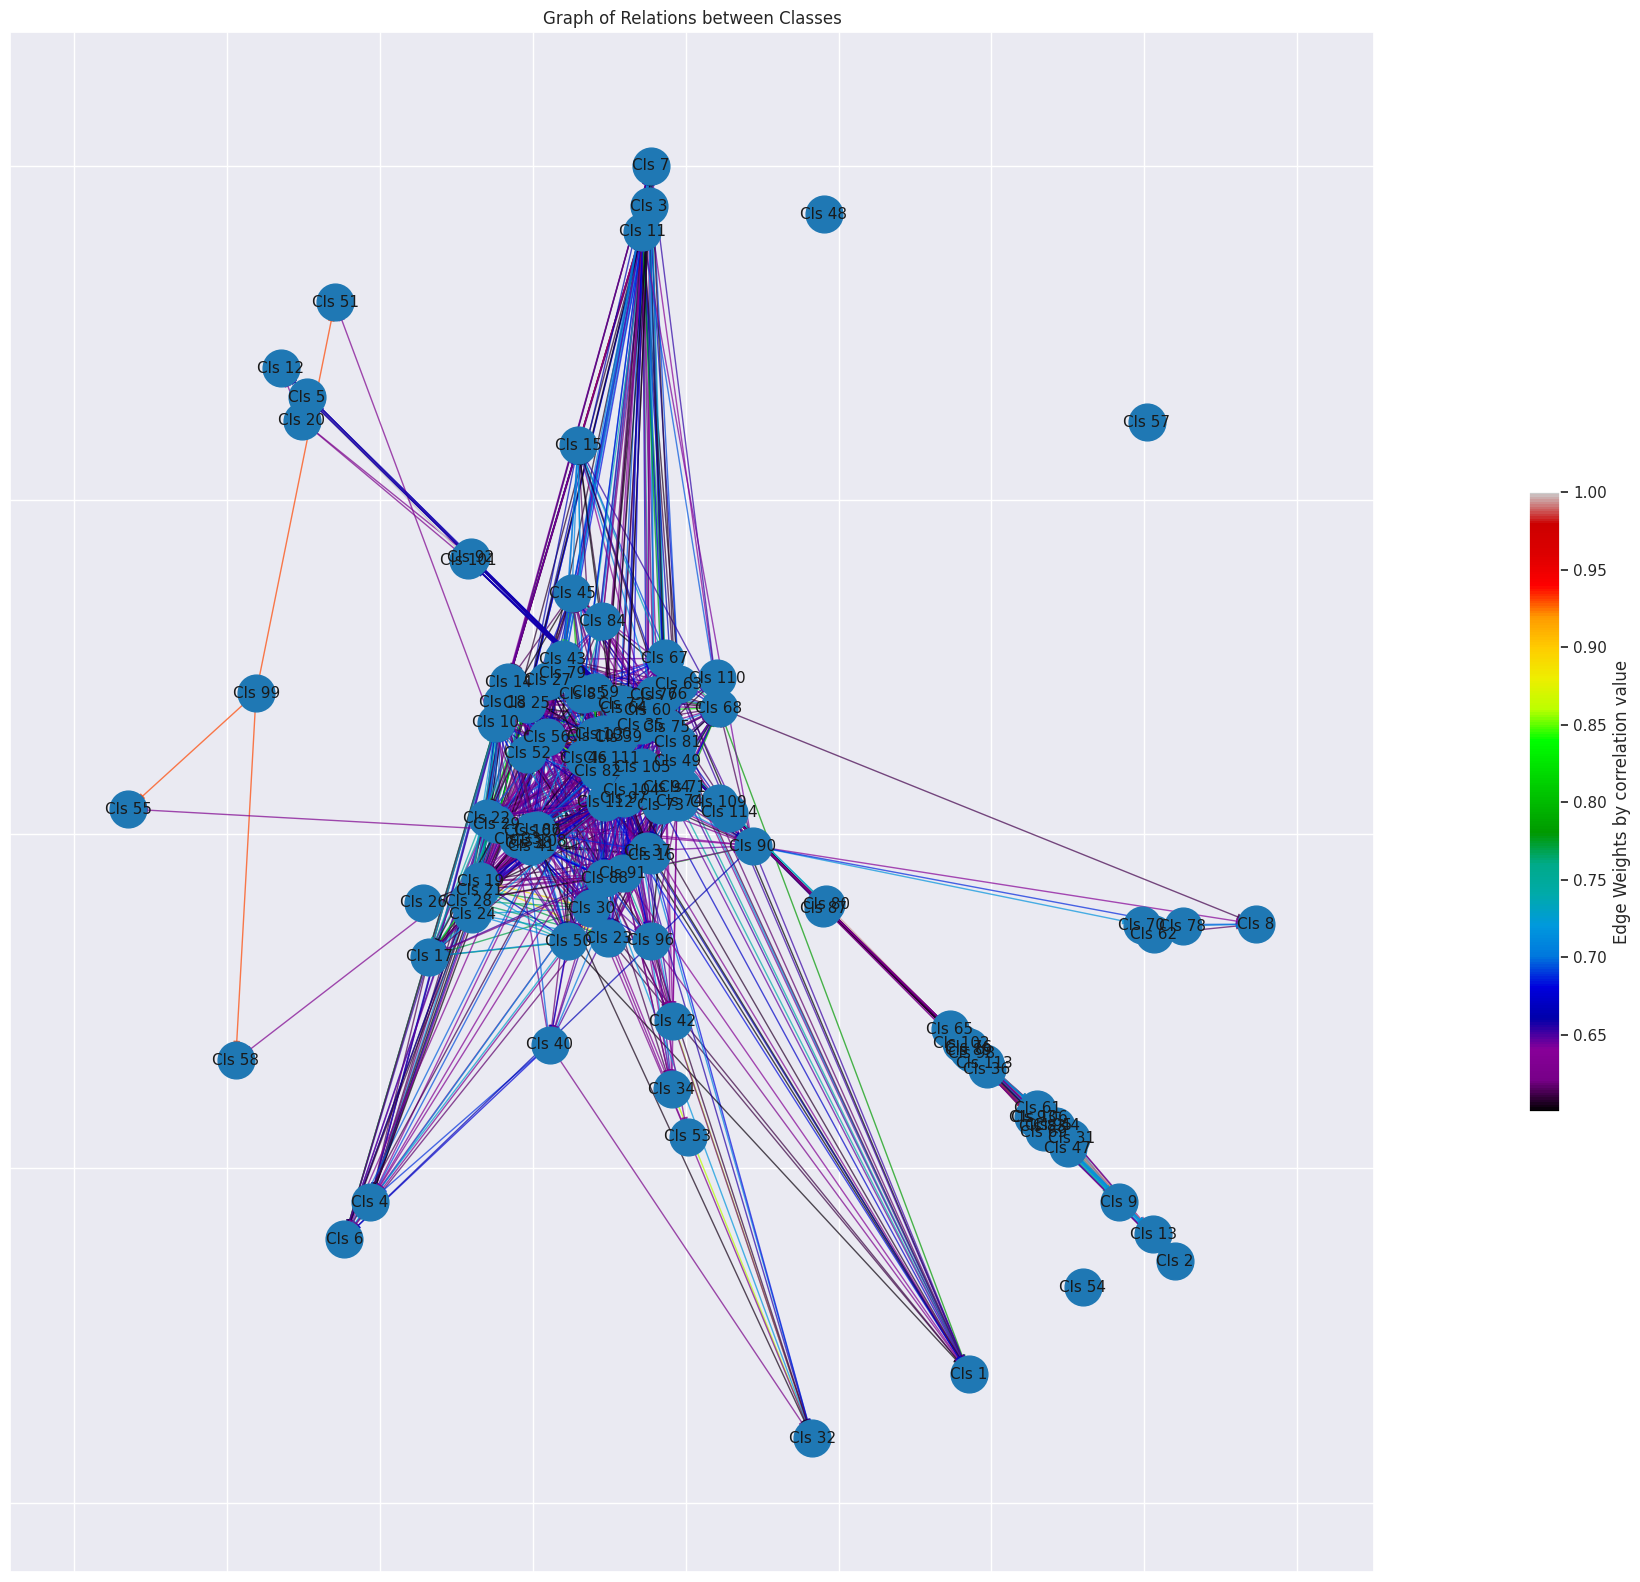 Graph of Relations between Classes
Cls 7
Cls 3
Cls 48
Cls 11
Cls 51
Cls 12
Cls 5
Cls 20
Cls 57
Cls 15
Cls 92
Cls 101
Cls 45
Cls 84
Cls 43
Cls 67
Cls 79
Cls 110
Cls 14
Cls 27
Cls 63
Cls 99
Cls 85
Cls 59
Cls 18
Cls 25
Cls 68
Cls 60
Cls 10
Cls 35
Cls 75
Cls 56
Cls 39
Cls 81
Cls 52
Cls 46
Cls 111
Cls 49
Cls 105
Cls 82
Cls 94
Cls 71
Cls 104
Cls 97
Cls 112
Cls 73
Cls 109
Cls 55
Cls 114
Cls 22
Cls 29
Cls 41
Cls 90
Cls 37
Cls 16
Cls 91
Cls 88
Cls 19
Cls 21
Cls 28
Cls 26
Cls 24
Cls 30
Cls 80
Cls 87
Cls 70
Cls 78
Cls 8
Cls 62
Cls 50
Cls 23
Cls 96
Cls 17
Cls 42
Cls 65
Cls 40
Cls 102
Cls 98
Cls 58
Cls 113
Cls 36
Cls 34
Cls 61
Cls 53
Cls 31
Cls 47
Cls 4
Cls 9
Cls 6
Cls 13
Cls 2
Cls 54
Cls 1
Cls 32
1.00
0.95
0.90
0.85
0.80
0.75
0.70
0.65
Edge Weights by correlation value